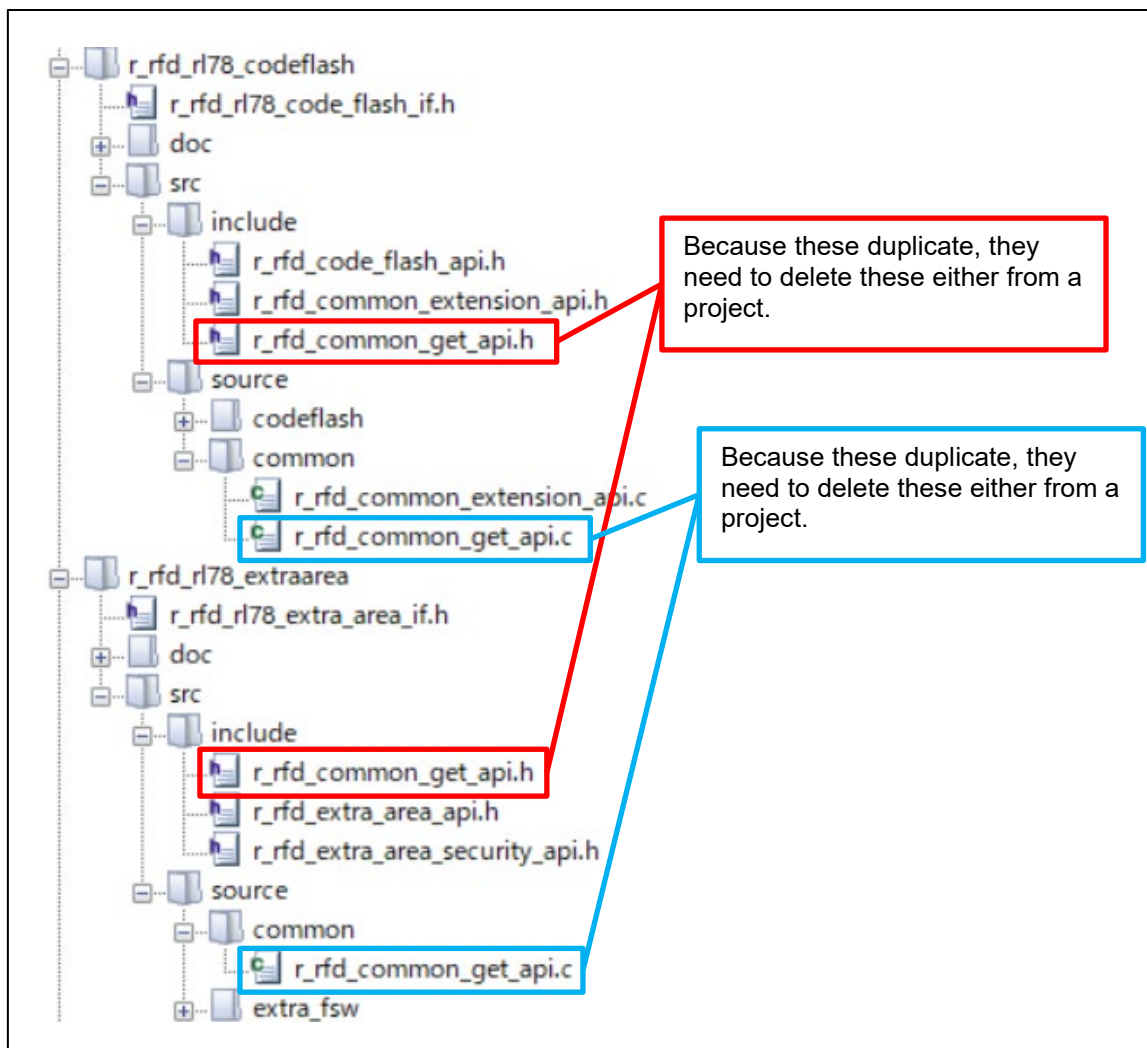 r_rfd_rl78_codeflash
r_rfd_rl78_code_flash_if.h
doc
src
include
r_rfd_code_flash_api.h
r_rfd_common_extension_api.h
r_rfd_common_get_api.h
source
codeflash
common
r_rfd_common_extension_api.c
r_rfd_common_get_api.c
r_rfd_rl78_extraarea
r_rfd_rl78_extra_area_if.h
doc
src
include
r_rfd_common_get_api.h
r_rfd_extra_area_api.h
r_rfd_extra_area_security_api.h
source
common
r_rfd_common_get_api.c
extra_fsw
Because these duplicate, they
need to delete these either from a
project.
Because these duplicate, they
need to delete these either from a
project.